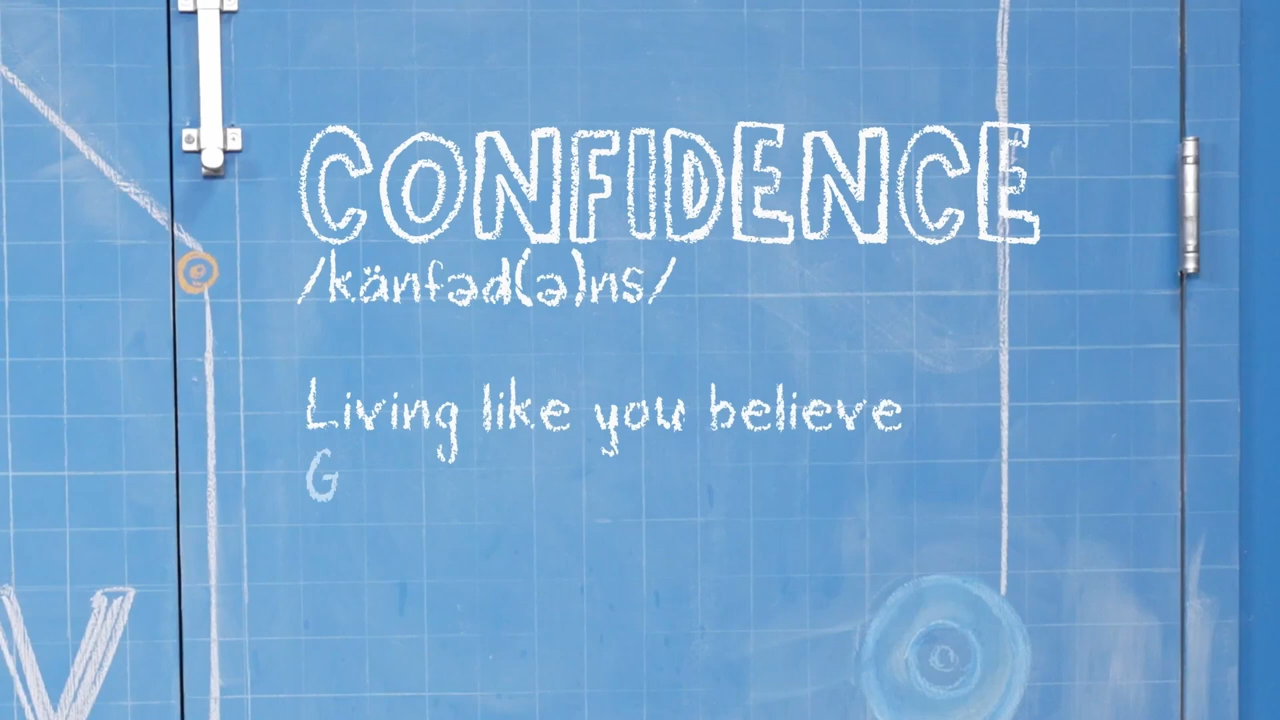 CONFIDENCE
/känfəd(ə)ns/
Living like you believe
G
V